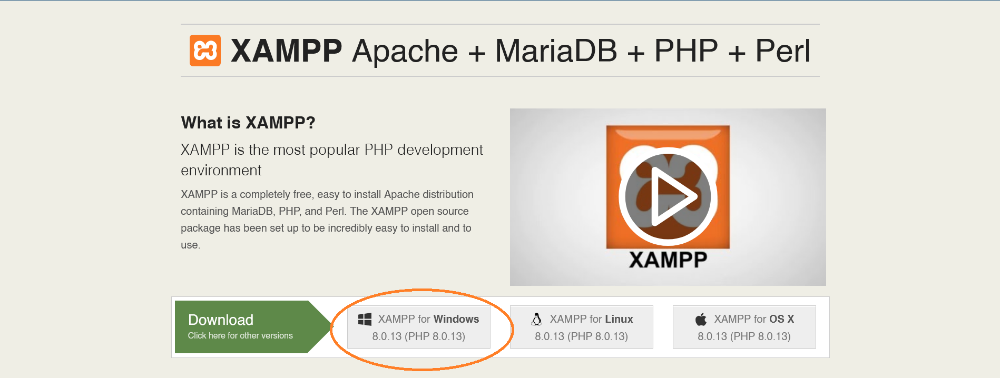 XAMPP Apache + MariaDB + PHP + Perl
What is XAMPP?
XAMPP is the most popular PHP development
environment
XAMPP is a completely free, easy to install Apache distribution
containing MariaDB, PHP, and Perl. The XAMPP open source
package has been set up to be incredibly easy to install and to
use.
XAMPP
Download
Click here for other versions
XAMPP for Windows
8.0.13 (PHP 8.0.13)
XAMPP for Linux
8.0.13 (PHP 8.0.13)
XAMPP for OS X
8.0.13 (PHP 8.0.13)